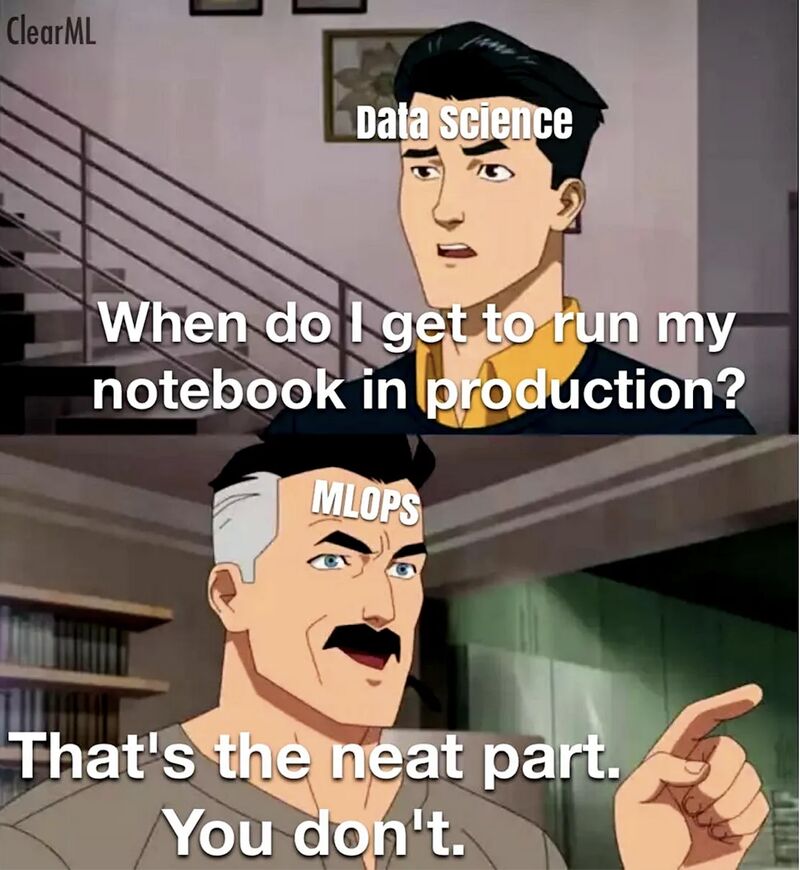 ClearML
Data Science
When do I get to run my
notebook in production?
MLOPS
That's the neat part.
You don't.